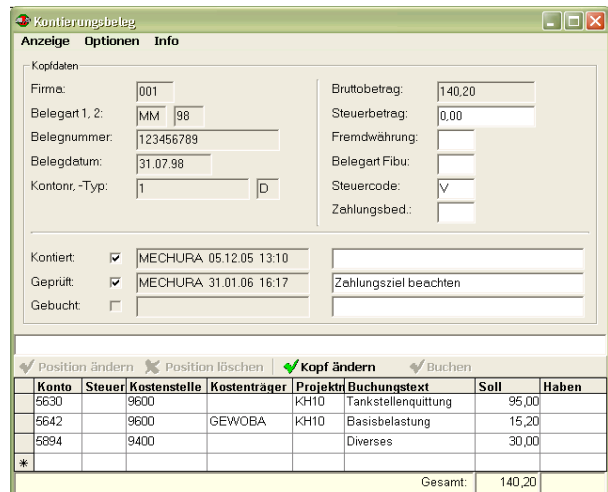 Kontierungsbeleg
Anzeige Optionen Info
Kopfdaten
Firma: 001 Bruttobetrag: 140,20
Belegart 1, 2: MM 98 Steuerbetrag: 0,00
Belegnummer: 123456789 Fremdwährung:
Belegdatum: 31.07.98 Belegart Fibu:
Kontonr, -Typ: 1 D Steuercode: V
Zahlungsbed.:
Kontiert: MECHURA 05.12.05 13:10
Geprüft: MECHURA 31.01.06 16:17 Zahlungsziel beachten
Gebucht:
Position ändern Position löschen Kopf ändern Buchen
Konto Steuer Kostenstelle Kostenträger Projektn Buchungstext Soll Haben
5630 9600 KH10 Tankstellenquittung 95,00
5642 9600 GEWOBA KH10 Basisbelastung 15,20
5894 9400 Diverses 30,00
*
Gesamt: 140,20